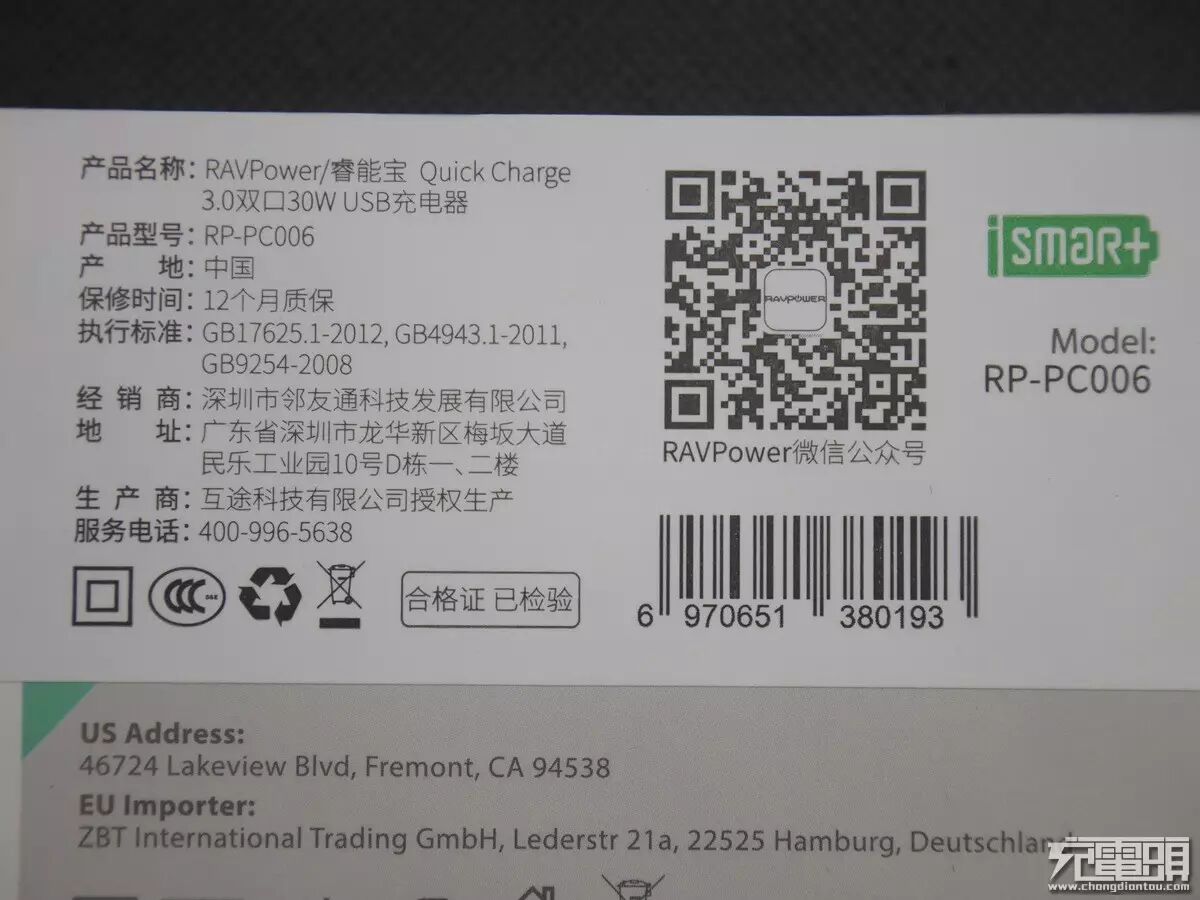 产品名称：RAVPower/睿能宝 Quick Charge
3.0双口30W USB充电器
产品型号：RP-PC006
产 地：中国
保修时间：12个月质保
执行标准：GB17625.1-2012, GB4943.1-2011,
GB9254-2008
经 销 商：深圳市邻友通科技发展有限公司
地 址：广东省深圳市龙华新区梅坂大道
民乐工业园10号D栋一、二楼
生 产 商：互途科技有限公司授权生产
服务电话：400-996-5638
合格证 已检验
RAVPOWER
RAVPower微信公众号
6 970651 380193
iSmart
Model:
RP-PC006
US Address:
46724 Lakeview Blvd, Fremont, CA 94538
EU Importer:
ZBT International Trading GmbH, Lederstr 21a, 22525 Hamburg, Deutschland
充電頭
www.chongdiantou.com